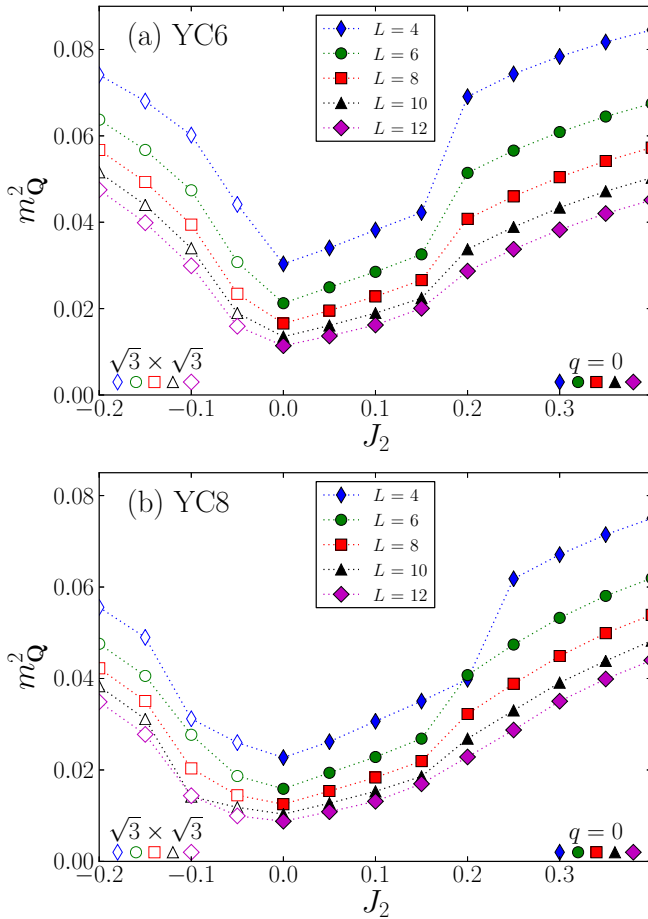 (a) YC6
L = 4
L = 6
L = 8
L = 10
L = 12
0.08
0.06
0.04
0.02
0.00
m²_Q
√3 × √3
q = 0
−0.2 −0.1 0.0 0.1 0.2 0.3
J₂
(b) YC8
L = 4
L = 6
L = 8
L = 10
L = 12
0.08
0.06
0.04
0.02
0.00
m²_Q
√3 × √3
q = 0
−0.2 −0.1 0.0 0.1 0.2 0.3
J₂